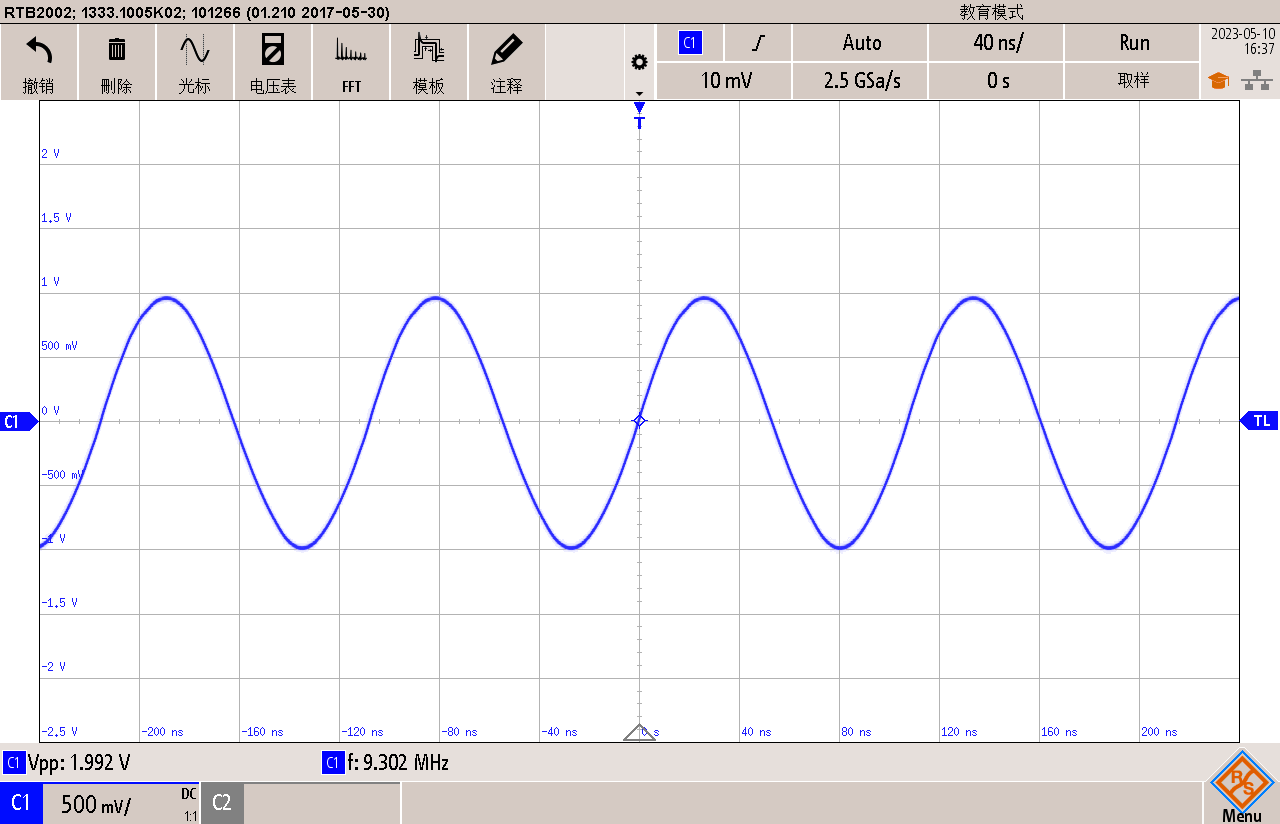 RTB2002; 1333.1005K02; 101266 (01.210 2017-05-30)
教育模式
撤销
删除
光标
电压表
FFT
模板
注释
C1
Auto
40 ns/
Run
10 mV
2.5 GSa/s
0 s
取样
2023-05-10
16:37
T
2 V
1.5 V
1 V
500 mV
0 V
C1
TL
-500 mV
-1 V
-1.5 V
-2 V
-2.5 V
-200 ns
-160 ns
-120 ns
-80 ns
-40 ns
0 s
40 ns
80 ns
120 ns
160 ns
200 ns
C1 Vpp: 1.992 V
C1 f: 9.302 MHz
C1
500 mV/
DC
1:1
C2
R S
Menu